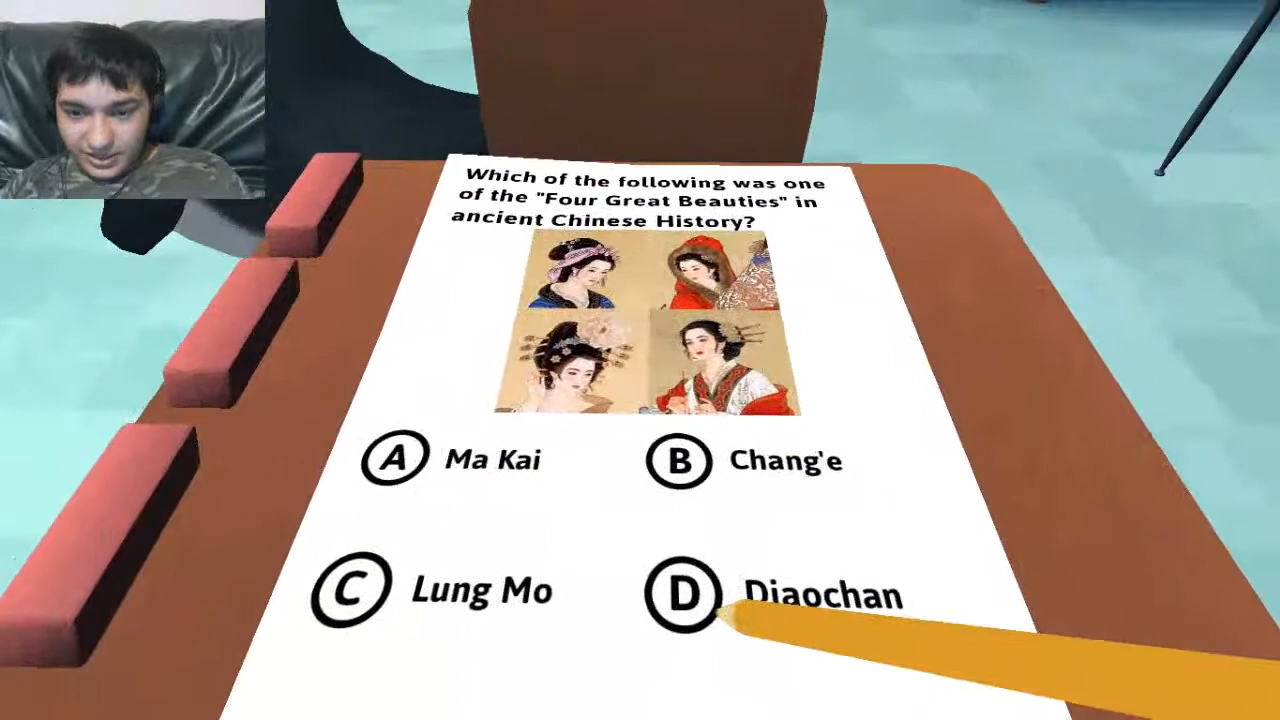 Which of the following was one
of the "Four Great Beauties" in
ancient Chinese History?
A Ma Kai
B Chang'e
C Lung Mo
D Diaochan